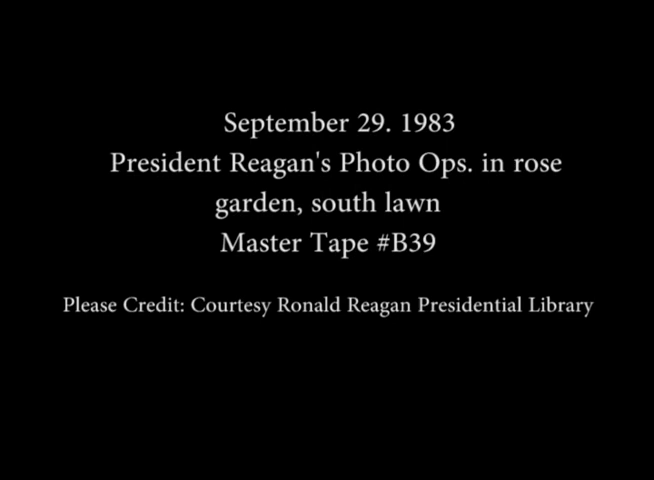 September 29. 1983
President Reagan's Photo Ops. in rose
garden, south lawn
Master Tape #B39
Please Credit: Courtesy Ronald Reagan Presidential Library